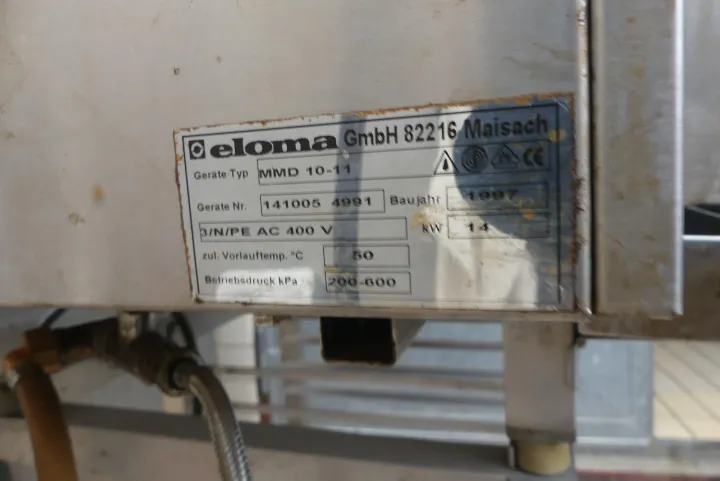 eloma GmbH 82216 Maisach
Geräte Typ MMD 10-11
Geräte Nr. 141005 4991 Baujahr 1997
3/N/PE AC 400 V kW 14
zul. Vorlauftemp. °C 50
Betriebsdruck kPa 200-600